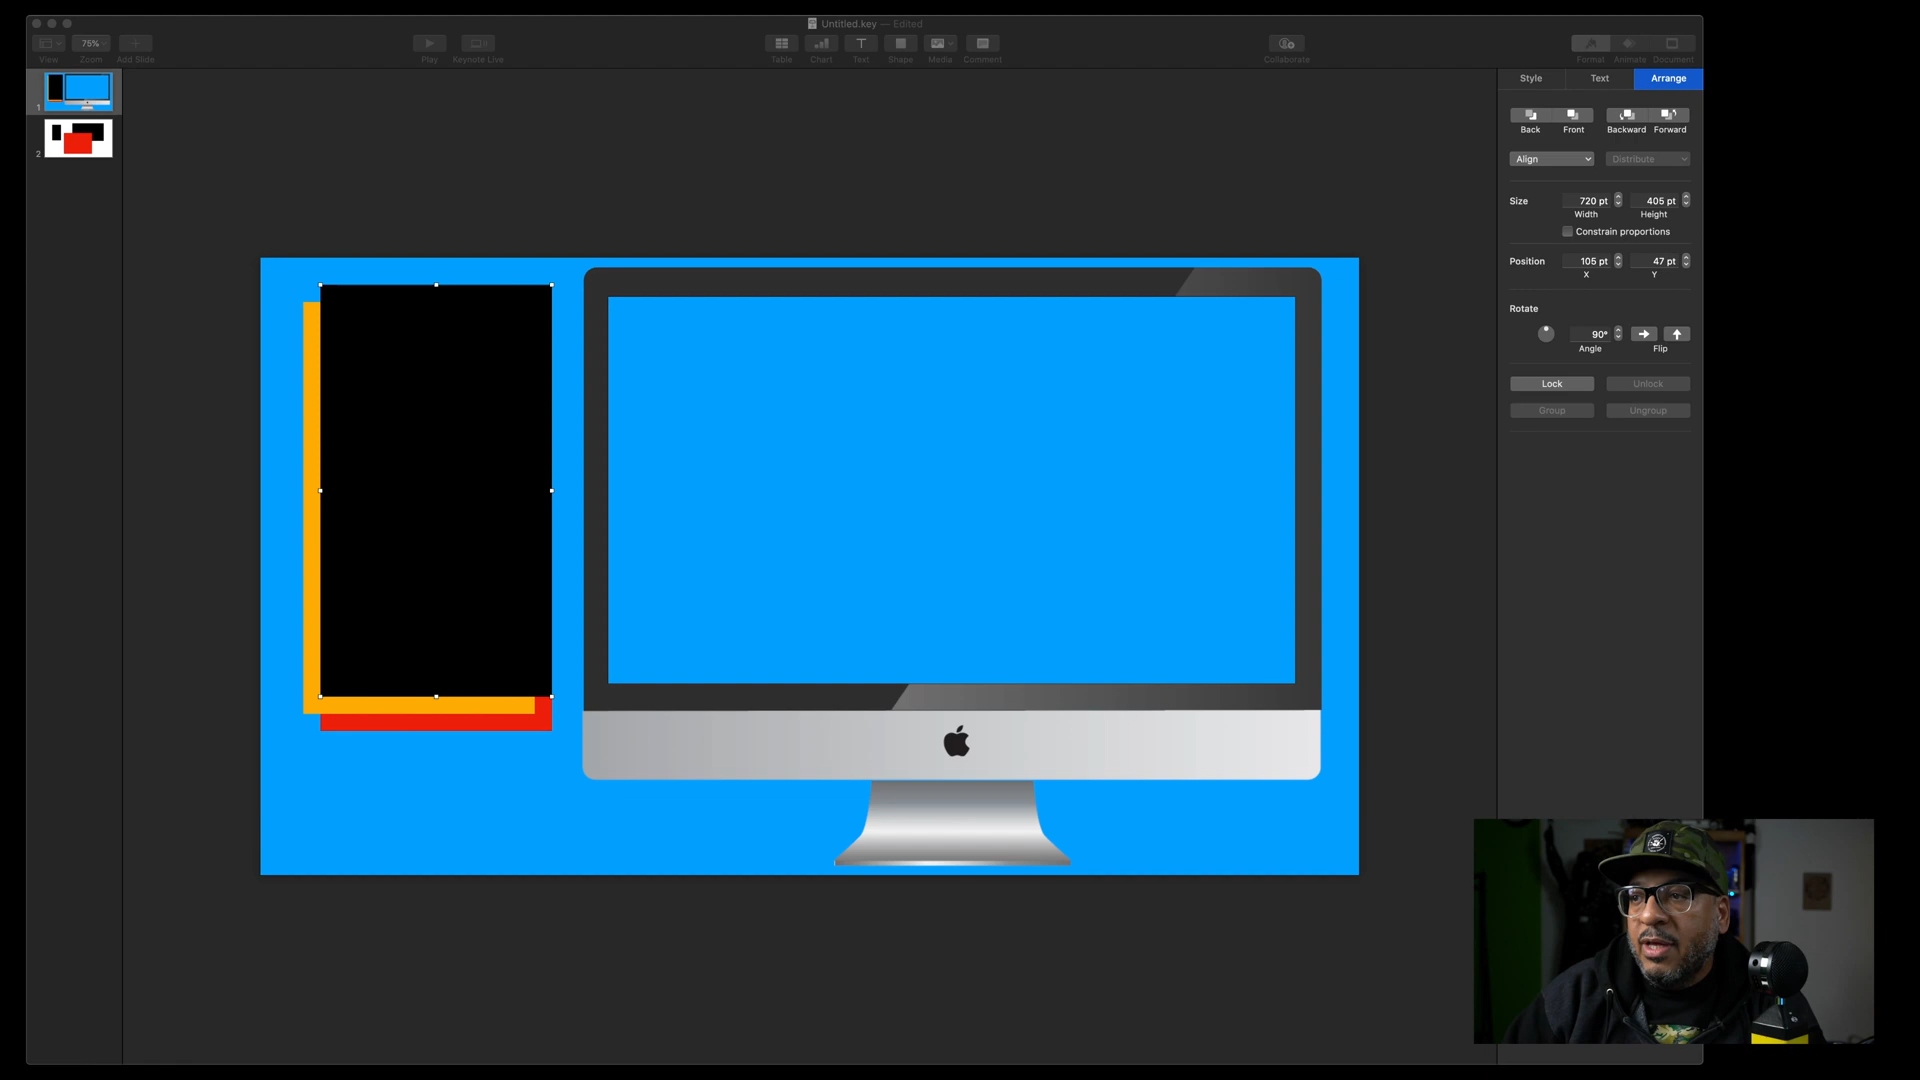 Untitled.key — Edited
75%
View
Zoom
Add Slide
Play
Keynote Live
Table
Chart
Text
Shape
Media
Comment
Collaborate
Format
Animate
Document
Style
Text
Arrange
1
2
Back
Front
Backward
Forward
Align
Distribute
Size
720 pt
405 pt
Width
Height
Constrain proportions
Position
105 pt
47 pt
X
Y
Rotate
90°
Angle
Flip
Lock
Unlock
Group
Ungroup